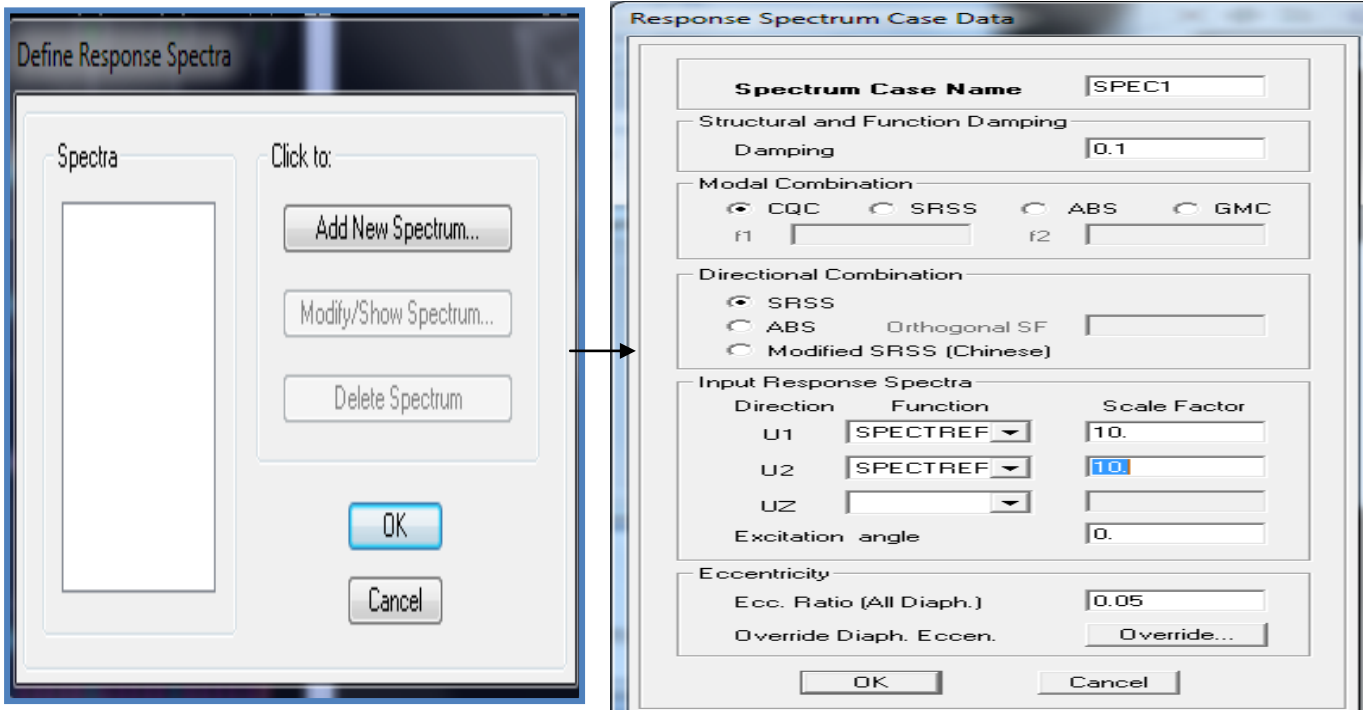 Define Response Spectra
Spectra
Click to:
Add New Spectrum...
Modify/Show Spectrum...
Delete Spectrum
OK
Cancel
Response Spectrum Case Data
Spectrum Case Name SPEC1
Structural and Function Damping
Damping 0.1
Modal Combination
CQC SRSS ABS GMC
f1 f2
Directional Combination
SRSS
ABS Orthogonal SF
Modified SRSS (Chinese)
Input Response Spectra
Direction Function Scale Factor
U1 SPECTREF 10.
U2 SPECTREF 10.
UZ
Excitation angle 0.
Eccentricity
Ecc. Ratio (All Diaph.) 0.05
Override Diaph. Eccen. Override...
OK Cancel